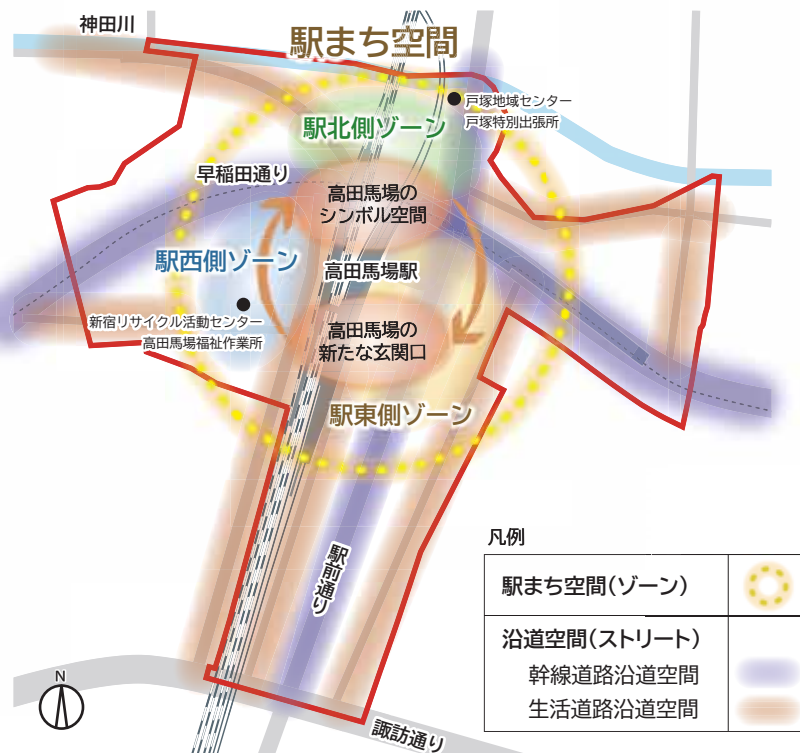 神田川
駅まち空間
戸塚地域センター
戸塚特別出張所
駅北側ゾーン
早稲田通り
高田馬場の
シンボル空間
駅西側ゾーン
高田馬場駅
新宿リサイクル活動センター
高田馬場福祉作業所
高田馬場の
新たな玄関口
駅東側ゾーン
駅前通り
凡例
駅まち空間(ゾーン)
沿道空間(ストリート)
幹線道路沿道空間
生活道路沿道空間
N
諏訪通り